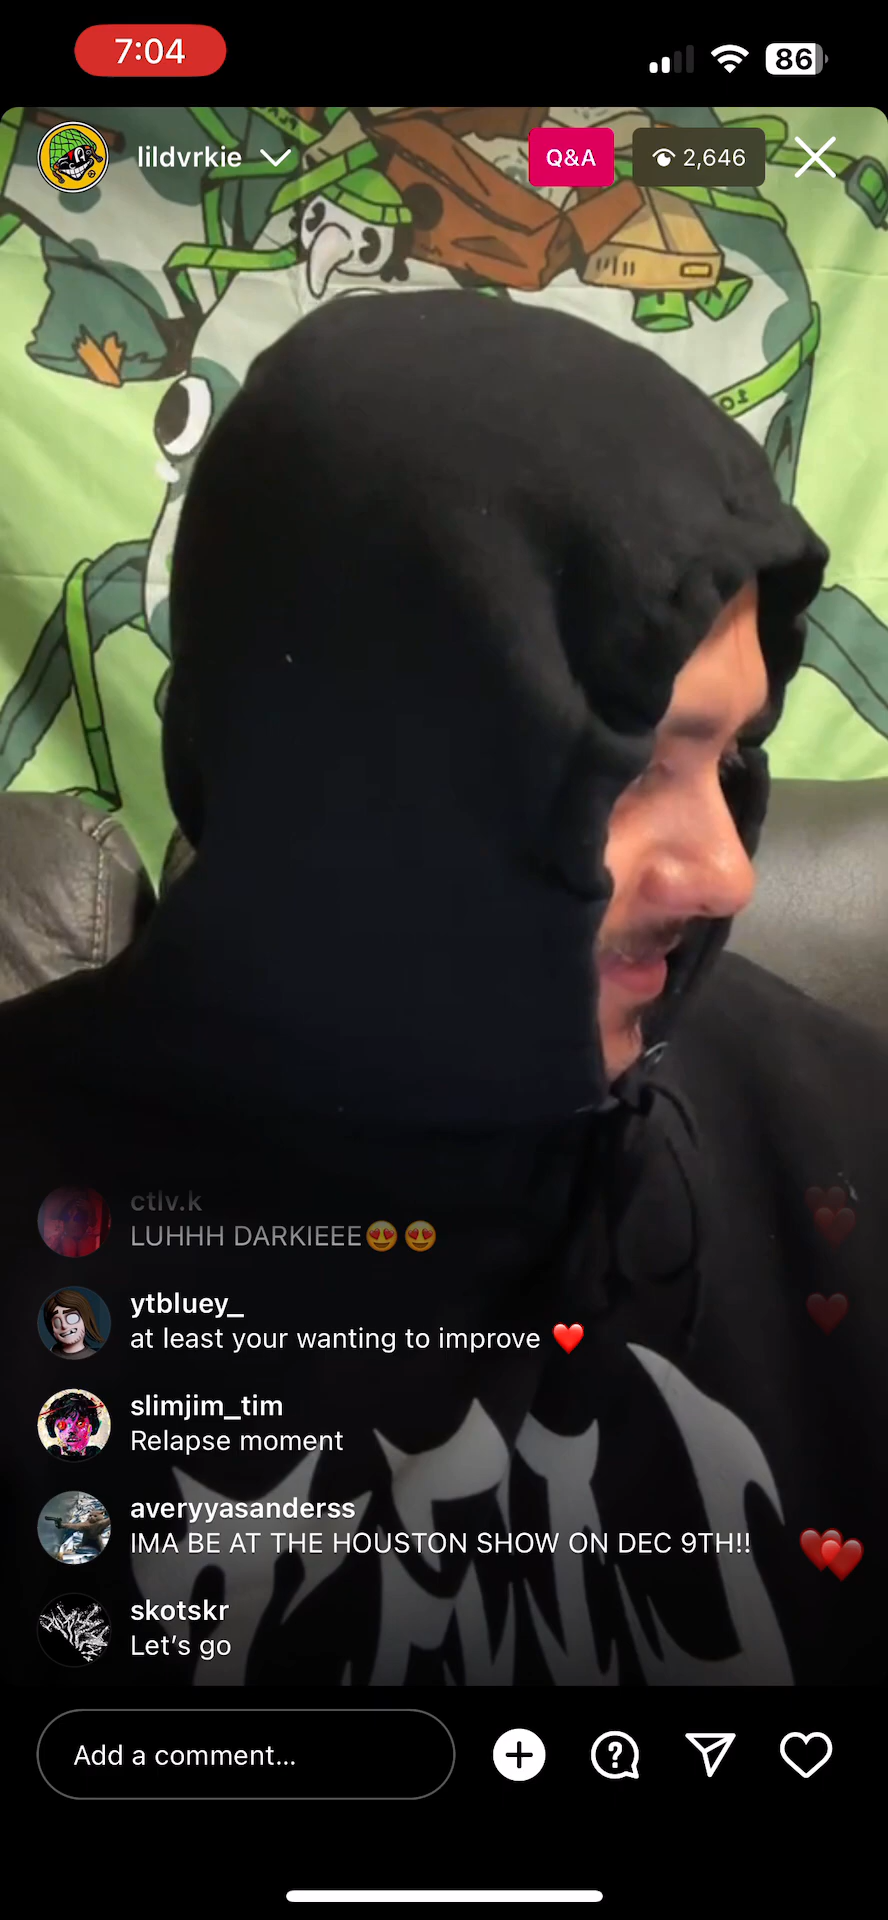 7:04
86
lildvrkie
Q&A
2,646
ctlv.k
LUHHH DARKIEEE😍😍
ytbluey_
at least your wanting to improve ❤️
slimjim_tim
Relapse moment
averyyasanderss
IMA BE AT THE HOUSTON SHOW ON DEC 9TH!!
skotskr
Let’s go
Add a comment...